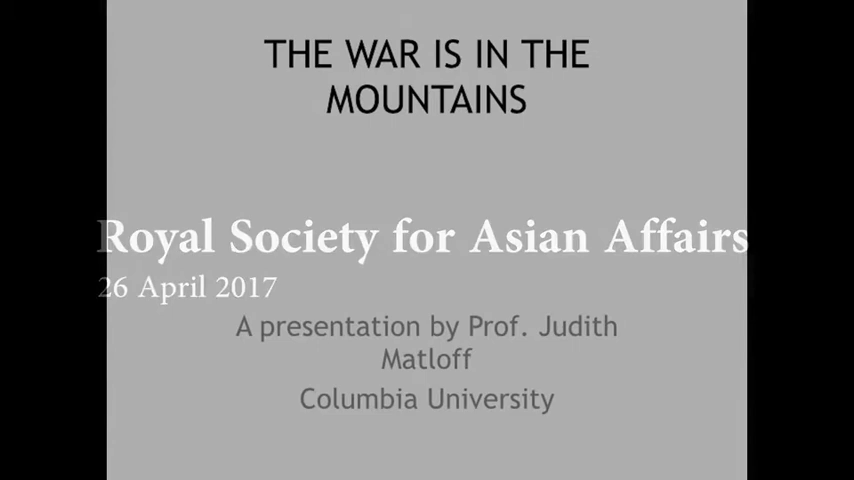 THE WAR IS IN THE
MOUNTAINS
Royal Society for Asian Affairs
26 April 2017
A presentation by Prof. Judith
Matloff
Columbia University